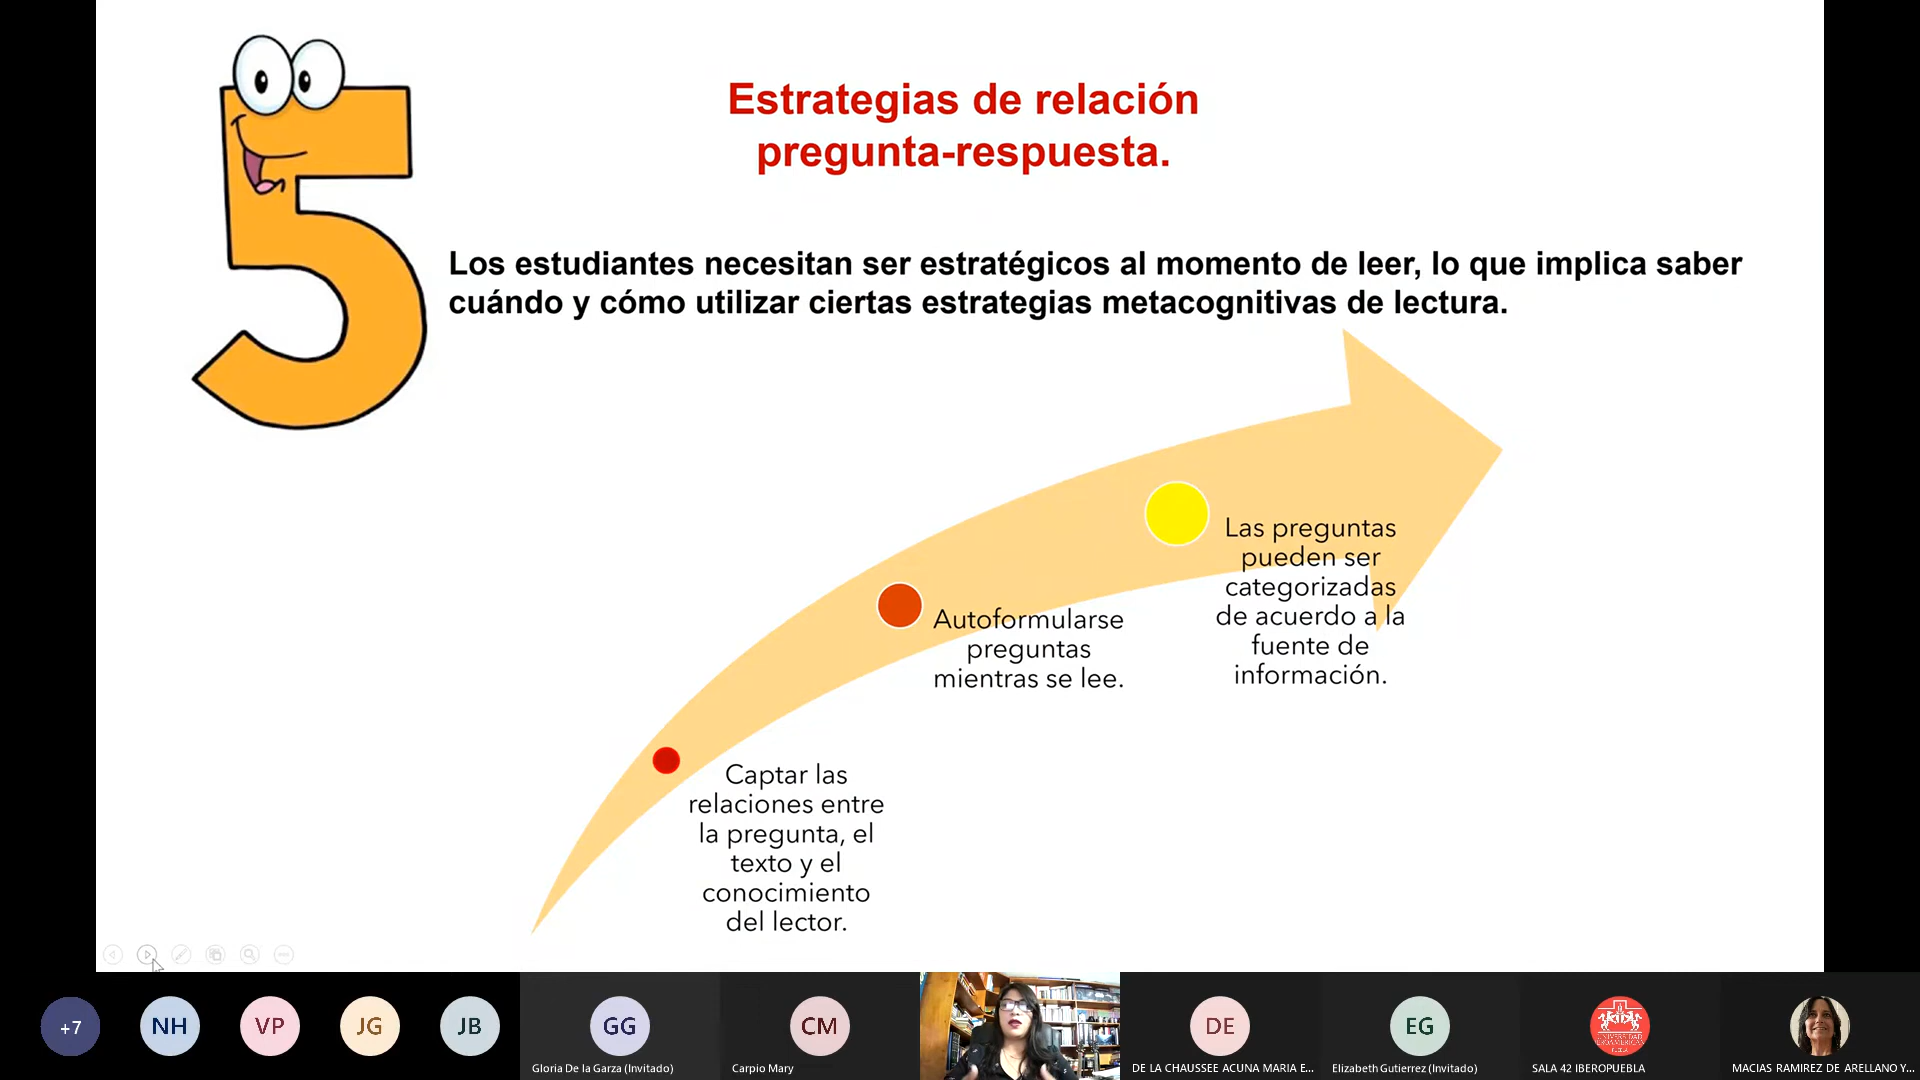 Estrategias de relación
pregunta-respuesta.
Los estudiantes necesitan ser estratégicos al momento de leer, lo que implica saber
cuándo y cómo utilizar ciertas estrategias metacognitivas de lectura.
Las preguntas
pueden ser
categorizadas
de acuerdo a la
fuente de
información.
Autoformularse
preguntas
mientras se lee.
Captar las
relaciones entre
la pregunta, el
texto y el
conocimiento
del lector.
+7
NH
VP
JG
JB
GG
Gloria De la Garza (Invitado)
CM
Carpio Mary
DE
DE LA CHAUSSEE ACUNA MARIA E...
EG
Elizabeth Gutierrez (Invitado)
UNIVERSIDAD
IBEROAMERICANA
SALA 42 IBEROPUEBLA
MACIAS RAMIREZ DE ARELLANO Y...